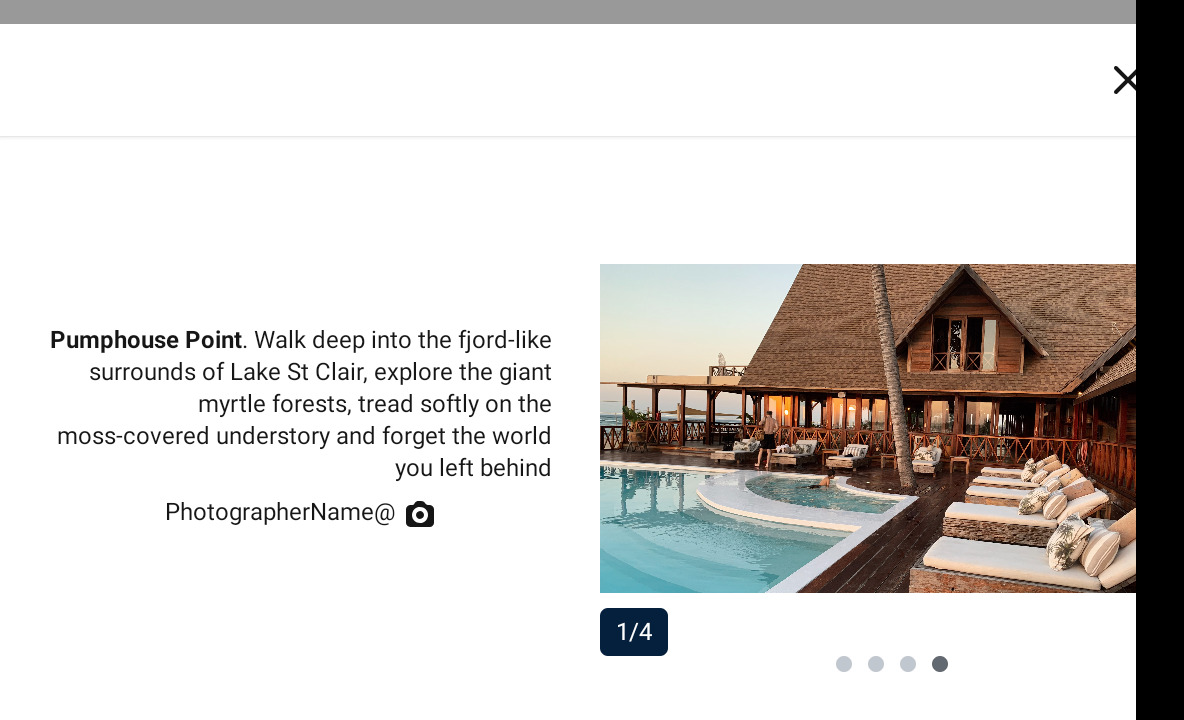 Pumphouse Point. Walk deep into the fjord-like
surrounds of Lake St Clair, explore the giant
myrtle forests, tread softly on the
moss-covered understory and forget the world
you left behind
PhotographerName@
1/4